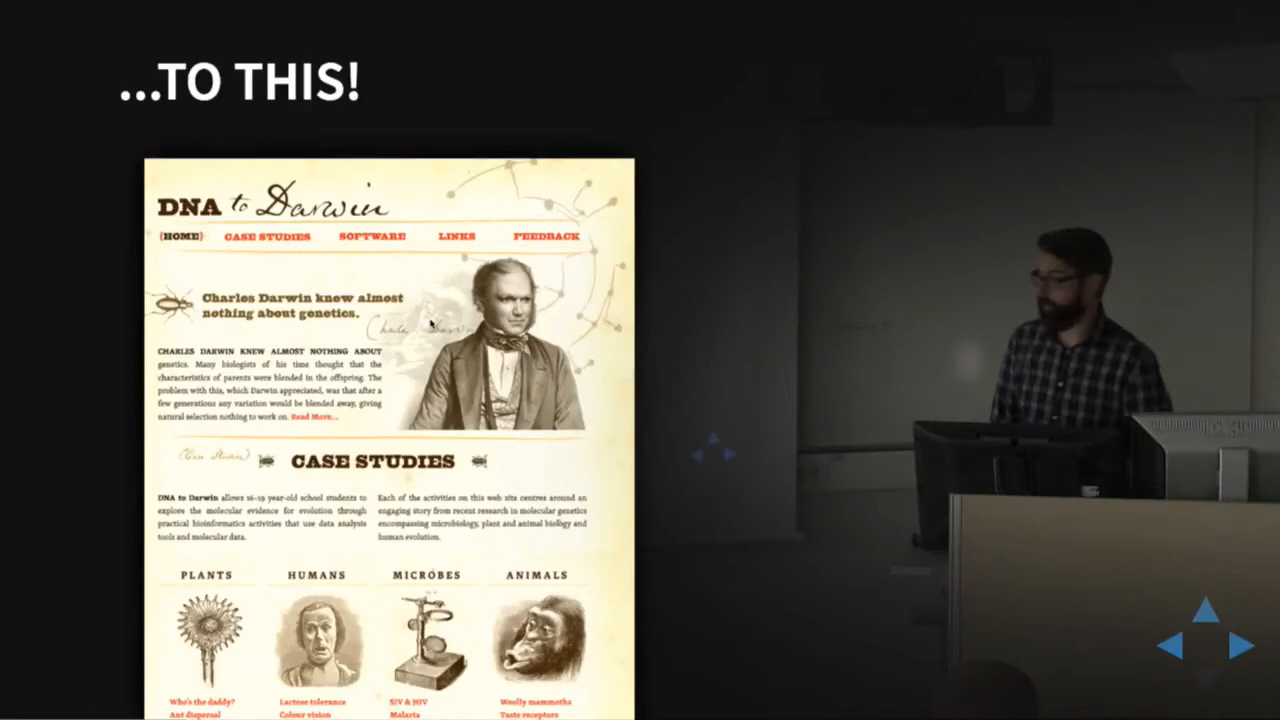 ...TO THIS!
DNA to Darwin
{HOME} CASE STUDIES SOFTWARE LINKS FEEDBACK
Charles Darwin knew almost
nothing about genetics.
Charles Darwin
CHARLES DARWIN KNEW ALMOST NOTHING ABOUT
genetics. Many biologists of his time thought that the
characteristics of parents were blended in the offspring. The
problem with this, which Darwin appreciated, was that after a
few generations any variation would be blended away, giving
natural selection nothing to work on. Read More...
(Case Studies) CASE STUDIES
DNA to Darwin allows 16-19 year-old school students to
explore the molecular evidence for evolution through
practical bioinformatics activities that use data analysis
tools and molecular data.
Each of the activities on this web site centres around an
engaging story from recent research in molecular genetics
encompassing microbiology, plant and animal biology and
human evolution.
PLANTS HUMANS MICROBES ANIMALS
Who's the daddy? Lactose tolerance SIV & HIV Woolly mammoths
Ant dispersal Colour vision Malaria Taste receptors